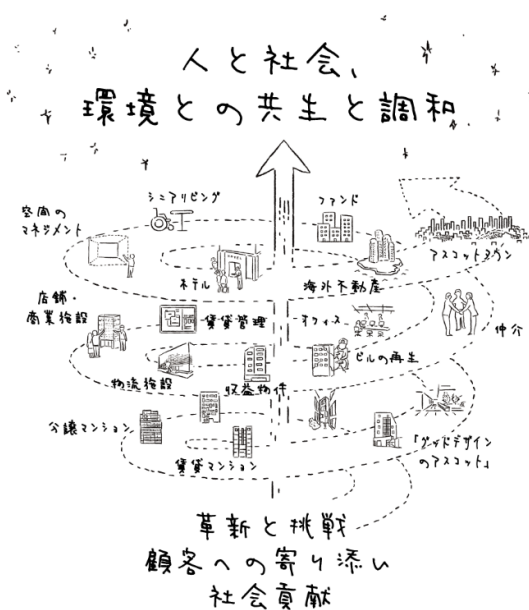 人と社会、
環境との共生と調和
シニアリビング
ファンド
空間の
マネジメント
アスコットタウン
ホテル
海外不動産
店舗・
商業施設
賃貸管理
オフィス
仲介
ビルの再生
物流施設
収益物件
分譲マンション
「グッドデザイン
のアスコット」
賃貸マンション
革新と挑戦
顧客への寄り添い
社会貢献